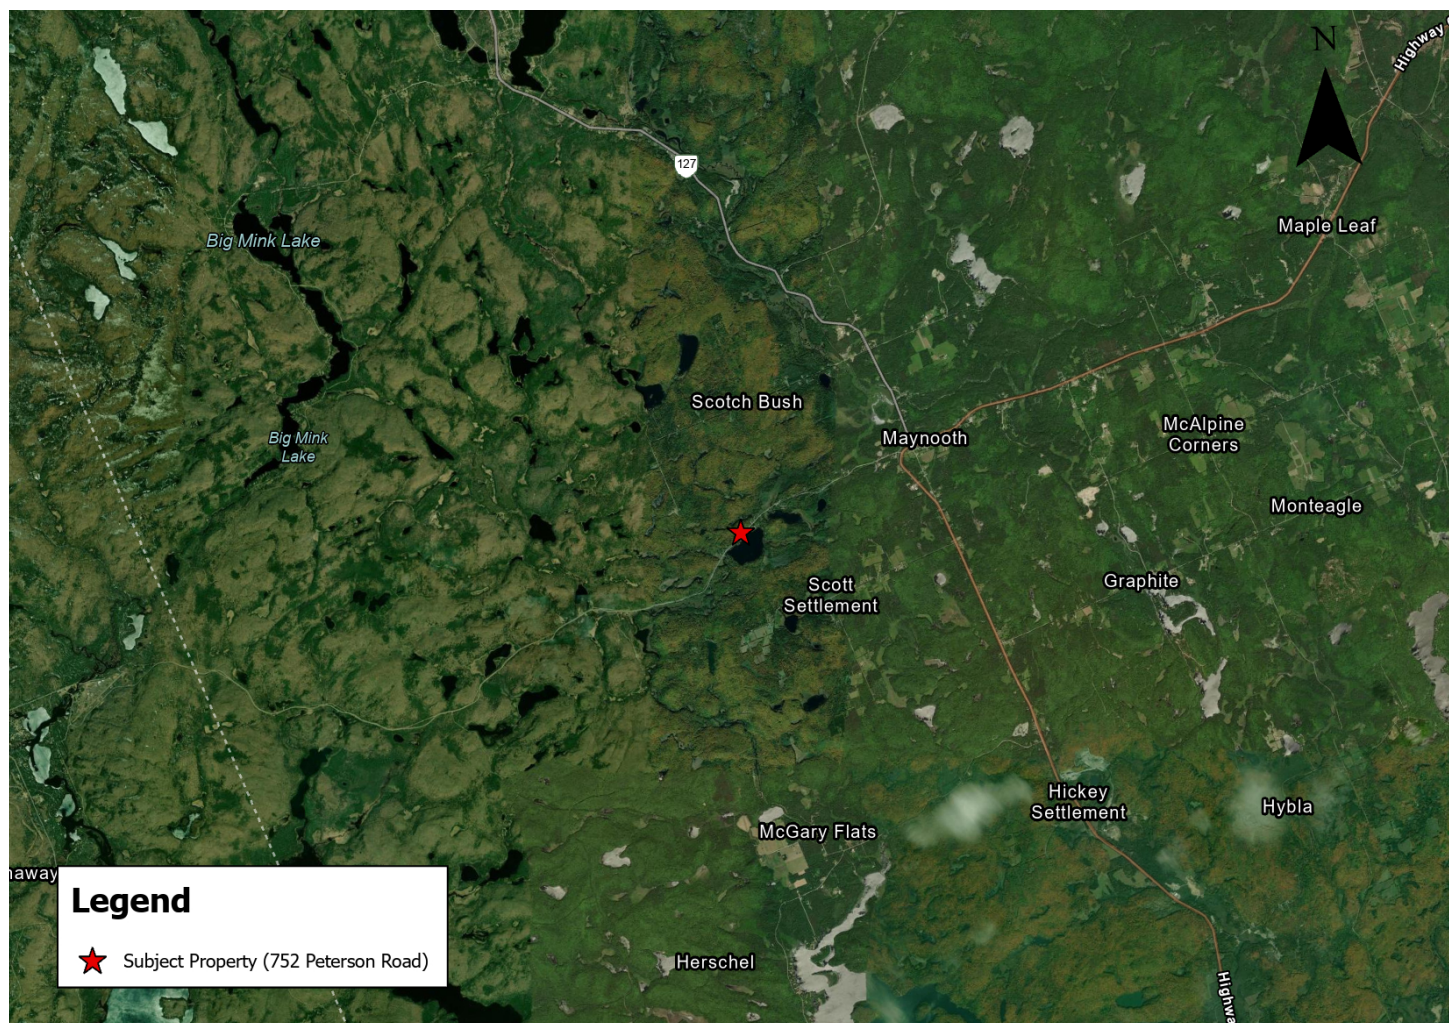 N
Highway
127
Maple Leaf
Big Mink Lake
Scotch Bush
McAlpine
Corners
Maynooth
Big Mink
Lake
Monteagle
Graphite
Scott
Settlement
Hickey
Settlement
Hybla
McGary Flats
haway
Legend
Subject Property (752 Peterson Road)
Herschel
Highwa